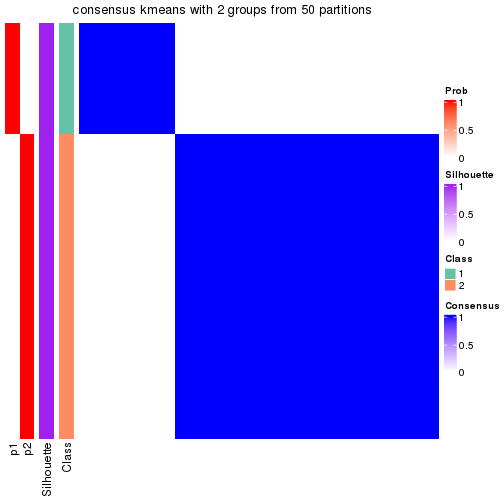 consensus kmeans with 2 groups from 50 partitions
Prob
1
0.5
0
Silhouette
1
0.5
0
Class
1
2
Consensus
1
0.5
0
p1
p2
Silhouette
Class